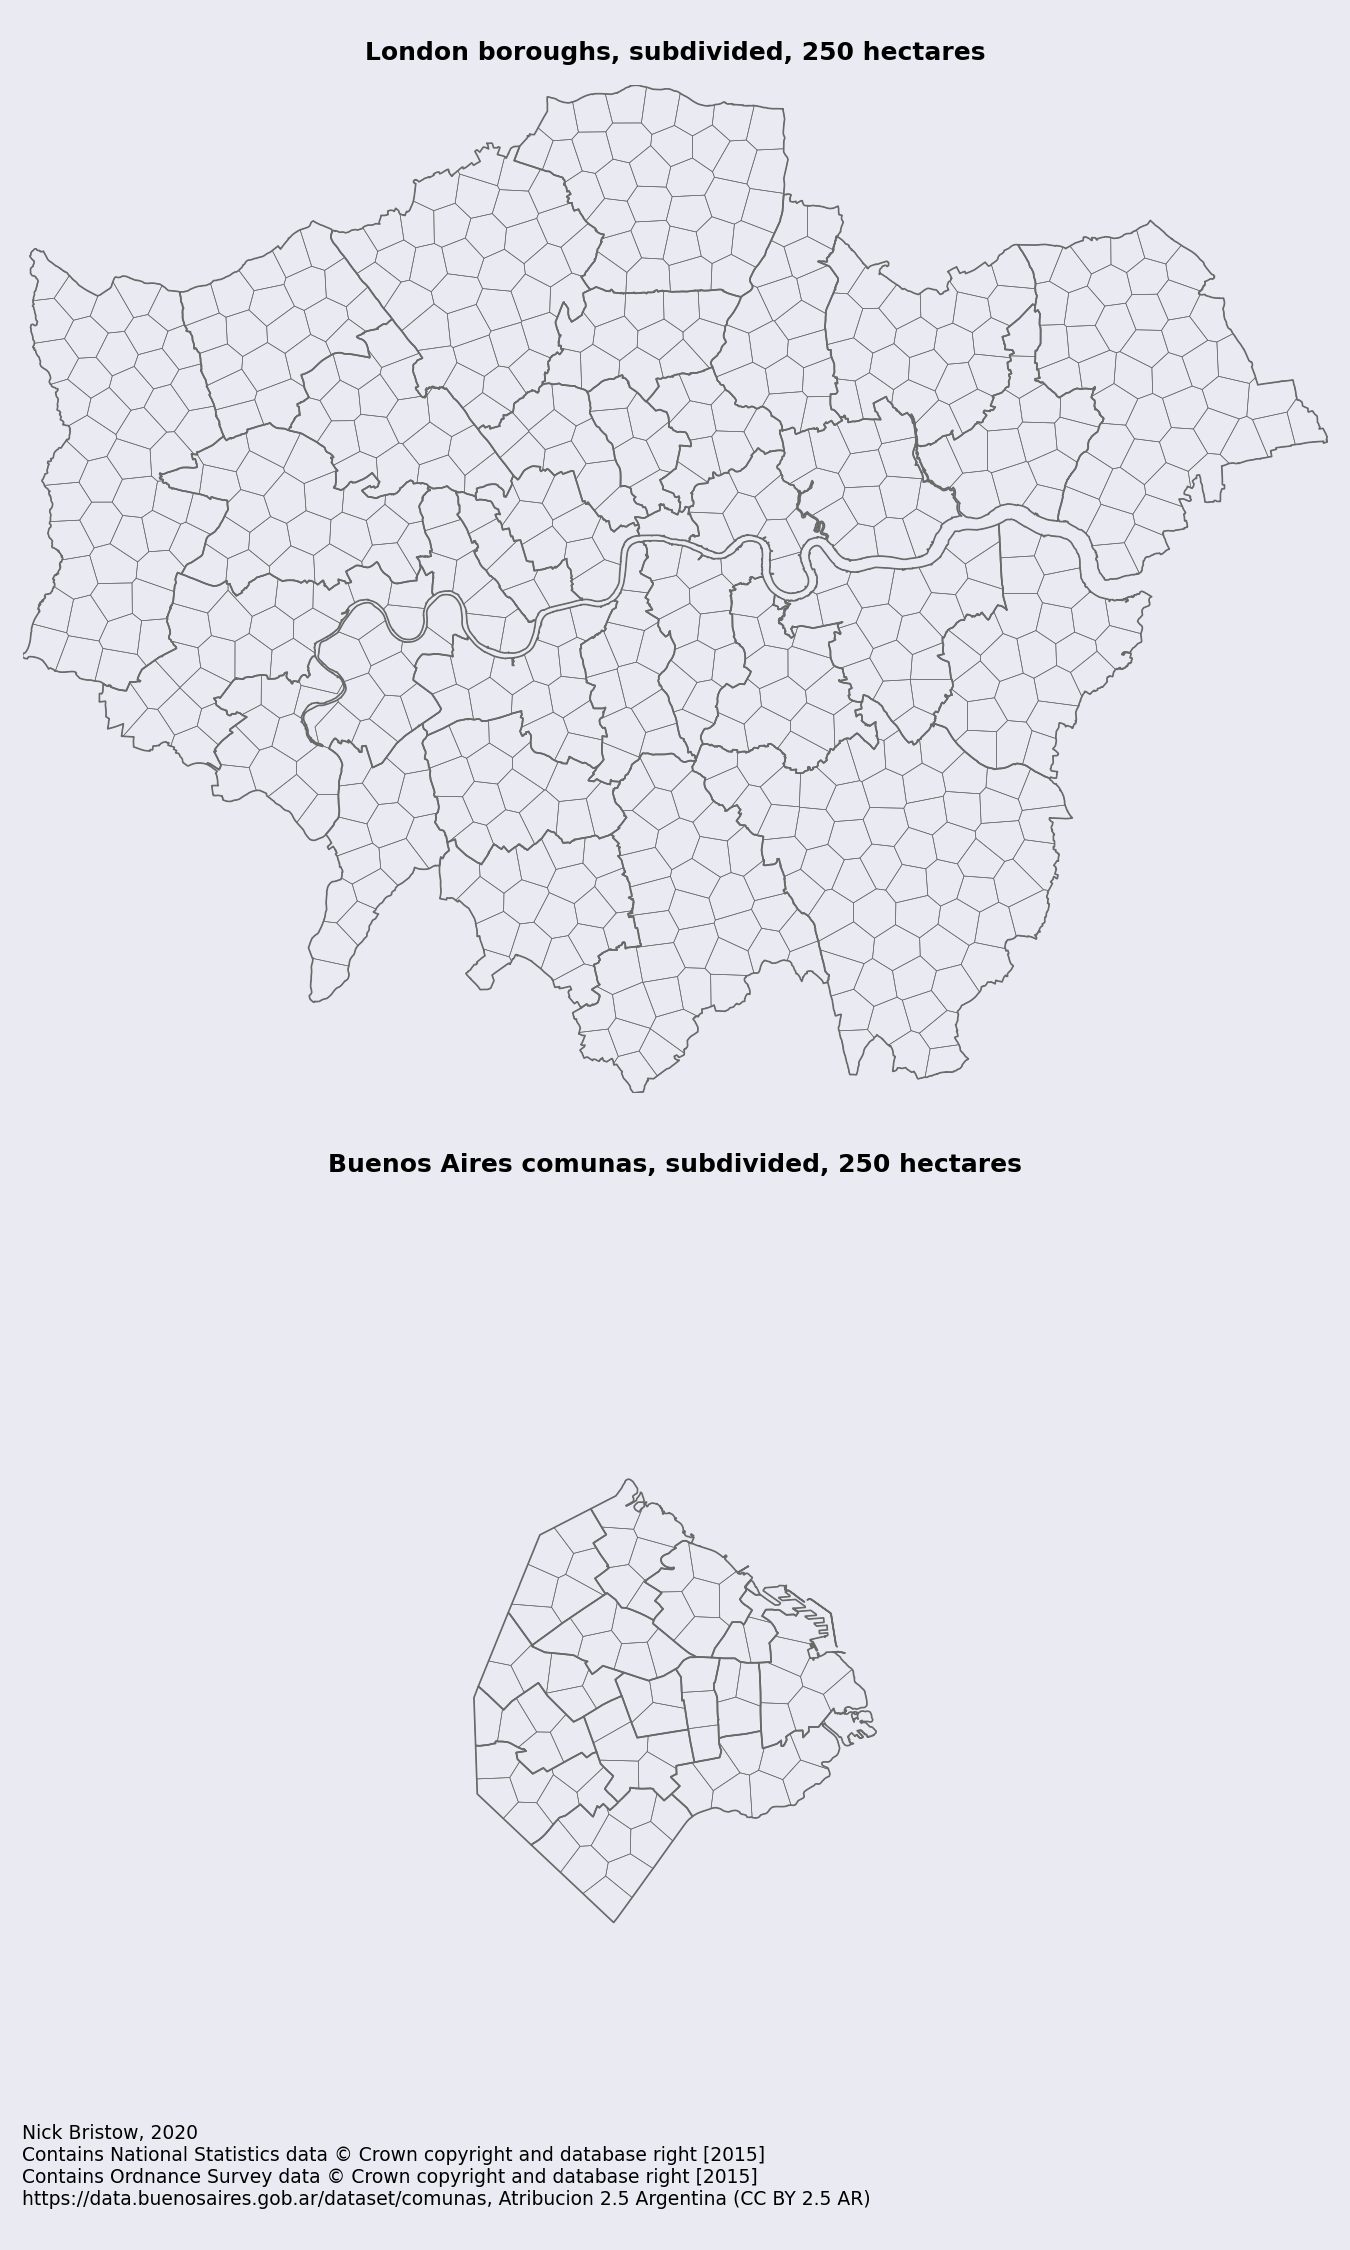 London boroughs, subdivided, 250 hectares
Buenos Aires comunas, subdivided, 250 hectares
Nick Bristow, 2020
Contains National Statistics data © Crown copyright and database right [2015]
Contains Ordnance Survey data © Crown copyright and database right [2015]
https://data.buenosaires.gob.ar/dataset/comunas, Atribucion 2.5 Argentina (CC BY 2.5 AR)